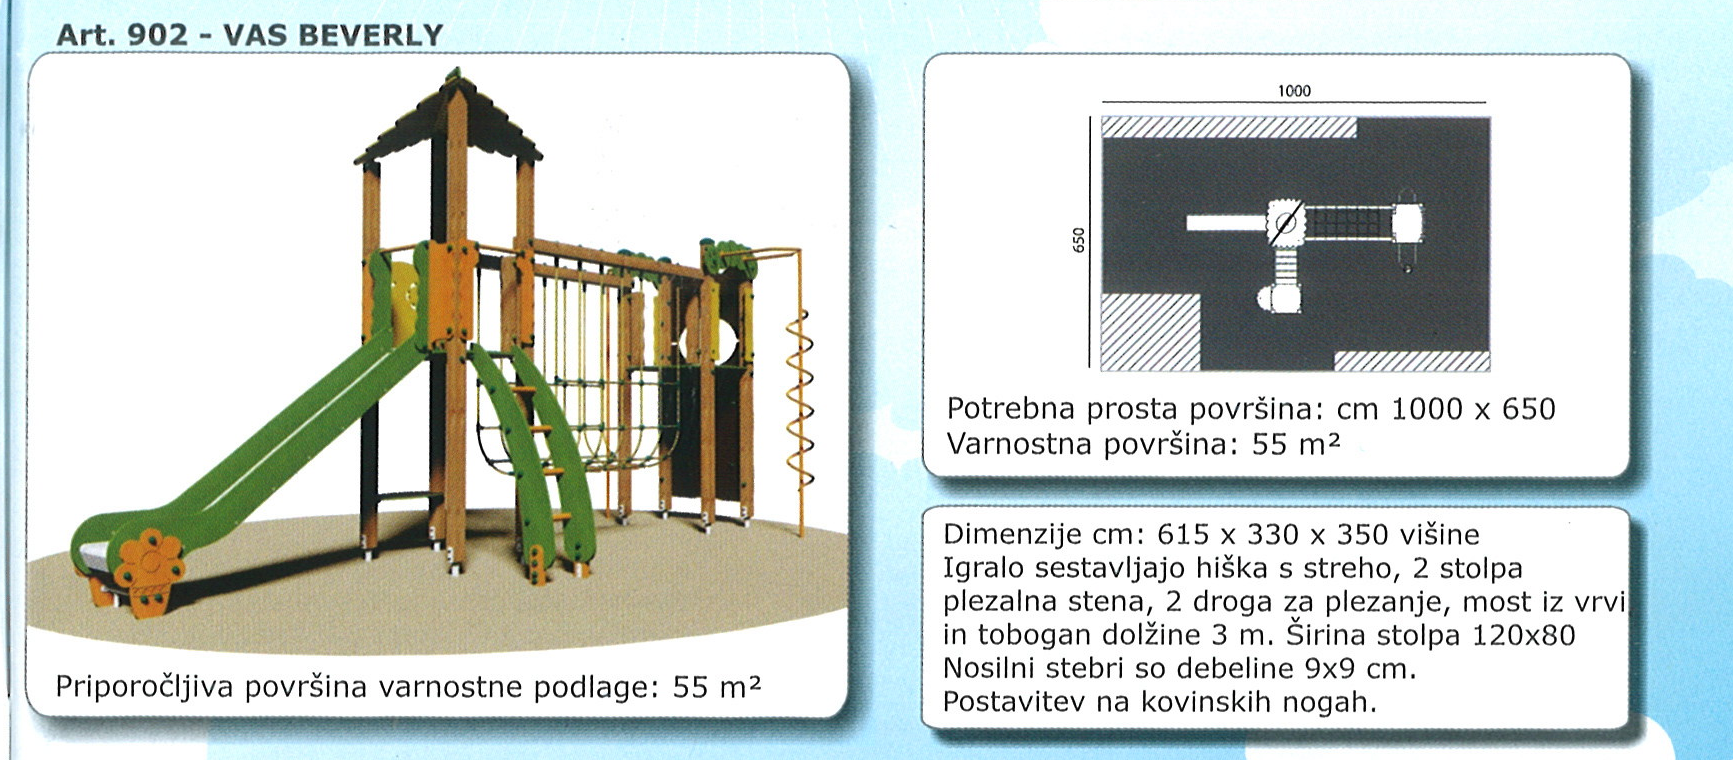 Art. 902 - VAS BEVERLY
Priporočljiva površina varnostne podlage: 55 m²
1000
650
Potrebna prosta površina: cm 1000 x 650
Varnostna površina: 55 m²
Dimenzije cm: 615 x 330 x 350 višine
Igralo sestavljajo hiška s streho, 2 stolpa
plezalna stena, 2 droga za plezanje, most iz vrvi
in tobogan dolžine 3 m. Širina stolpa 120x80
Nosilni stebri so debeline 9x9 cm.
Postavitev na kovinskih nogah.